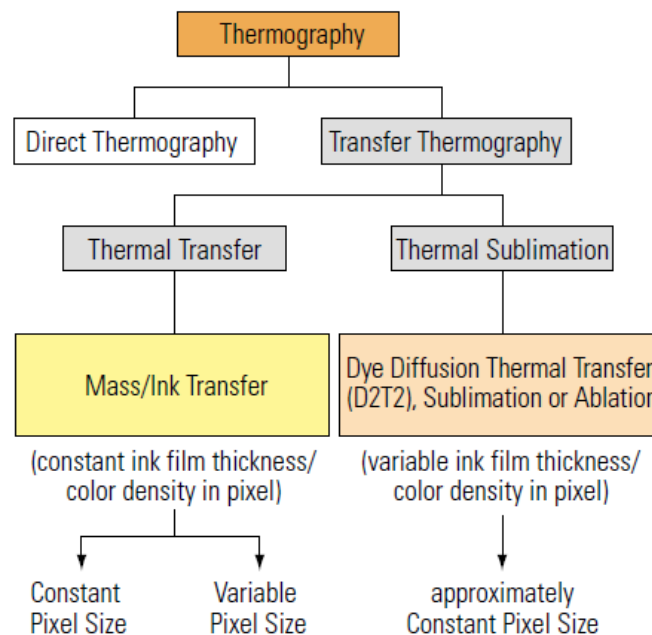 Thermography
Direct Thermography
Transfer Thermography
Thermal Transfer
Thermal Sublimation
Mass/Ink Transfer
Dye Diffusion Thermal Transfer
(D2T2), Sublimation or Ablation
(constant ink film thickness/
color density in pixel)
(variable ink film thickness/
color density in pixel)
Constant
Pixel Size
Variable
Pixel Size
approximately
Constant Pixel Size